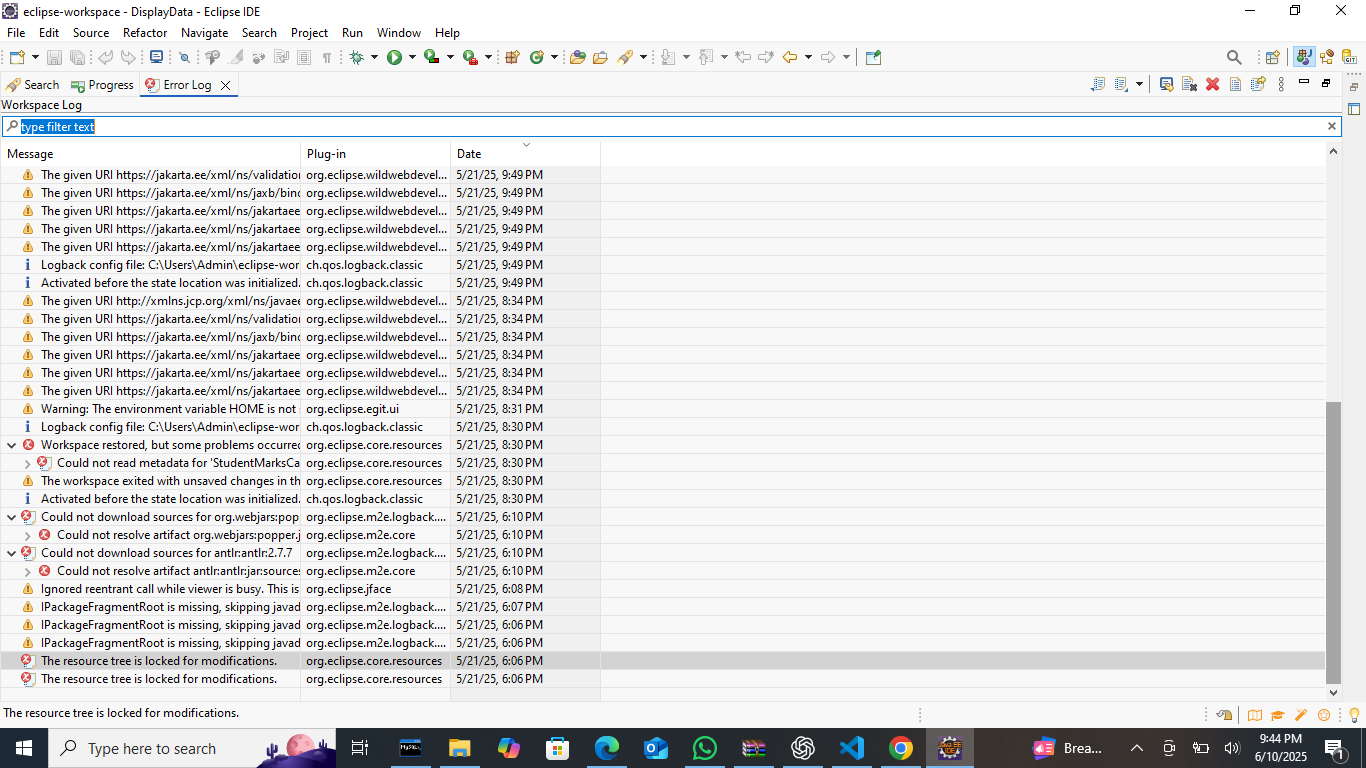 eclipse-workspace - DisplayData - Eclipse IDE
File Edit Source Refactor Navigate Search Project Run Window Help
Search Progress Error Log
Workspace Log
type filter text
Message Plug-in Date
The given URI https://jakarta.ee/xml/ns/validation org.eclipse.wildwebdevel... 5/21/25, 9:49 PM
The given URI https://jakarta.ee/xml/ns/jaxb/bind org.eclipse.wildwebdevel... 5/21/25, 9:49 PM
The given URI https://jakarta.ee/xml/ns/jakartaee org.eclipse.wildwebdevel... 5/21/25, 9:49 PM
The given URI https://jakarta.ee/xml/ns/jakartaee org.eclipse.wildwebdevel... 5/21/25, 9:49 PM
The given URI https://jakarta.ee/xml/ns/jakartaee org.eclipse.wildwebdevel... 5/21/25, 9:49 PM
Logback config file: C:\Users\Admin\eclipse-wor ch.qos.logback.classic 5/21/25, 9:49 PM
Activated before the state location was initialized. ch.qos.logback.classic 5/21/25, 9:49 PM
The given URI http://xmlns.jcp.org/xml/ns/javaee org.eclipse.wildwebdevel... 5/21/25, 8:34 PM
The given URI https://jakarta.ee/xml/ns/validation org.eclipse.wildwebdevel... 5/21/25, 8:34 PM
The given URI https://jakarta.ee/xml/ns/jaxb/bind org.eclipse.wildwebdevel... 5/21/25, 8:34 PM
The given URI https://jakarta.ee/xml/ns/jakartaee org.eclipse.wildwebdevel... 5/21/25, 8:34 PM
The given URI https://jakarta.ee/xml/ns/jakartaee org.eclipse.wildwebdevel... 5/21/25, 8:34 PM
The given URI https://jakarta.ee/xml/ns/jakartaee org.eclipse.wildwebdevel... 5/21/25, 8:34 PM
Warning: The environment variable HOME is not org.eclipse.egit.ui 5/21/25, 8:31 PM
Logback config file: C:\Users\Admin\eclipse-wor ch.qos.logback.classic 5/21/25, 8:30 PM
Workspace restored, but some problems occurred org.eclipse.core.resources 5/21/25, 8:30 PM
Could not read metadata for 'StudentMarksCa org.eclipse.core.resources 5/21/25, 8:30 PM
The workspace exited with unsaved changes in th org.eclipse.core.resources 5/21/25, 8:30 PM
Activated before the state location was initialized. ch.qos.logback.classic 5/21/25, 8:30 PM
Could not download sources for org.webjars:pop org.eclipse.m2e.logback.... 5/21/25, 6:10 PM
Could not resolve artifact org.webjars:popper.j org.eclipse.m2e.core 5/21/25, 6:10 PM
Could not download sources for antlr:antlr:2.7.7 org.eclipse.m2e.logback.... 5/21/25, 6:10 PM
Could not resolve artifact antlr:antlr:jar:sources org.eclipse.m2e.core 5/21/25, 6:10 PM
Ignored reentrant call while viewer is busy. This is org.eclipse.jface 5/21/25, 6:08 PM
IPackageFragmentRoot is missing, skipping javad org.eclipse.m2e.logback.... 5/21/25, 6:07 PM
IPackageFragmentRoot is missing, skipping javad org.eclipse.m2e.logback.... 5/21/25, 6:06 PM
IPackageFragmentRoot is missing, skipping javad org.eclipse.m2e.logback.... 5/21/25, 6:06 PM
The resource tree is locked for modifications. org.eclipse.core.resources 5/21/25, 6:06 PM
The resource tree is locked for modifications. org.eclipse.core.resources 5/21/25, 6:06 PM
The resource tree is locked for modifications.
Type here to search
Brea...
9:44 PM
6/10/2025
1